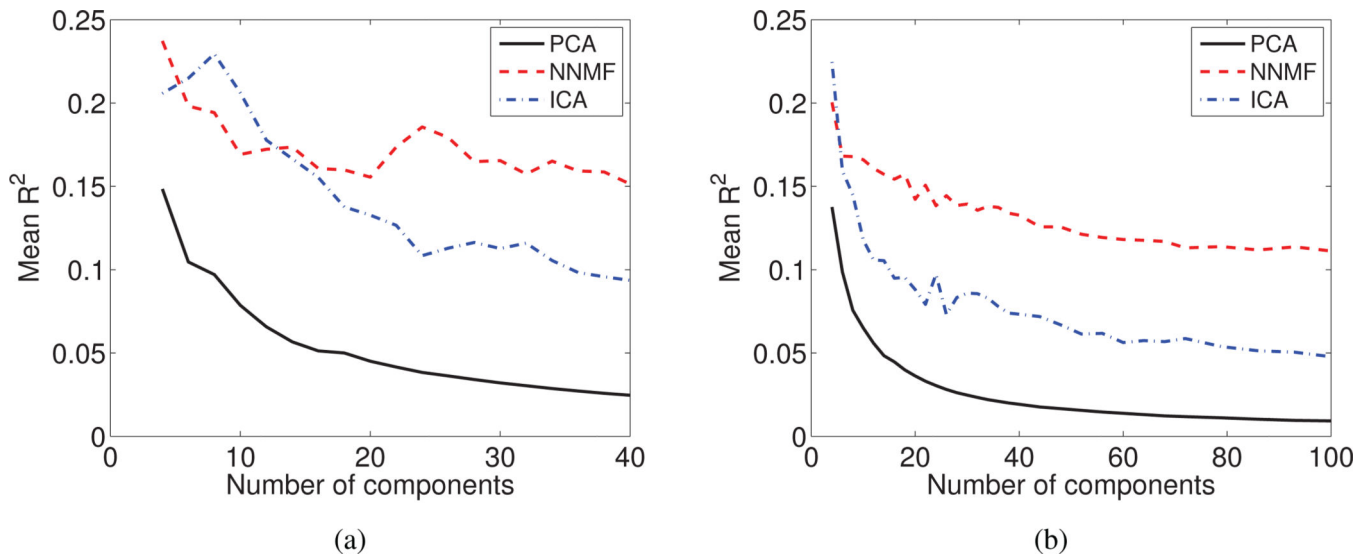 0.25
0.2
0.15
0.1
0.05
0
Mean R²
0
10
20
30
40
Number of components
PCA
NNMF
ICA
(a)
0.25
0.2
0.15
0.1
0.05
0
Mean R²
0
20
40
60
80
100
Number of components
PCA
NNMF
ICA
(b)